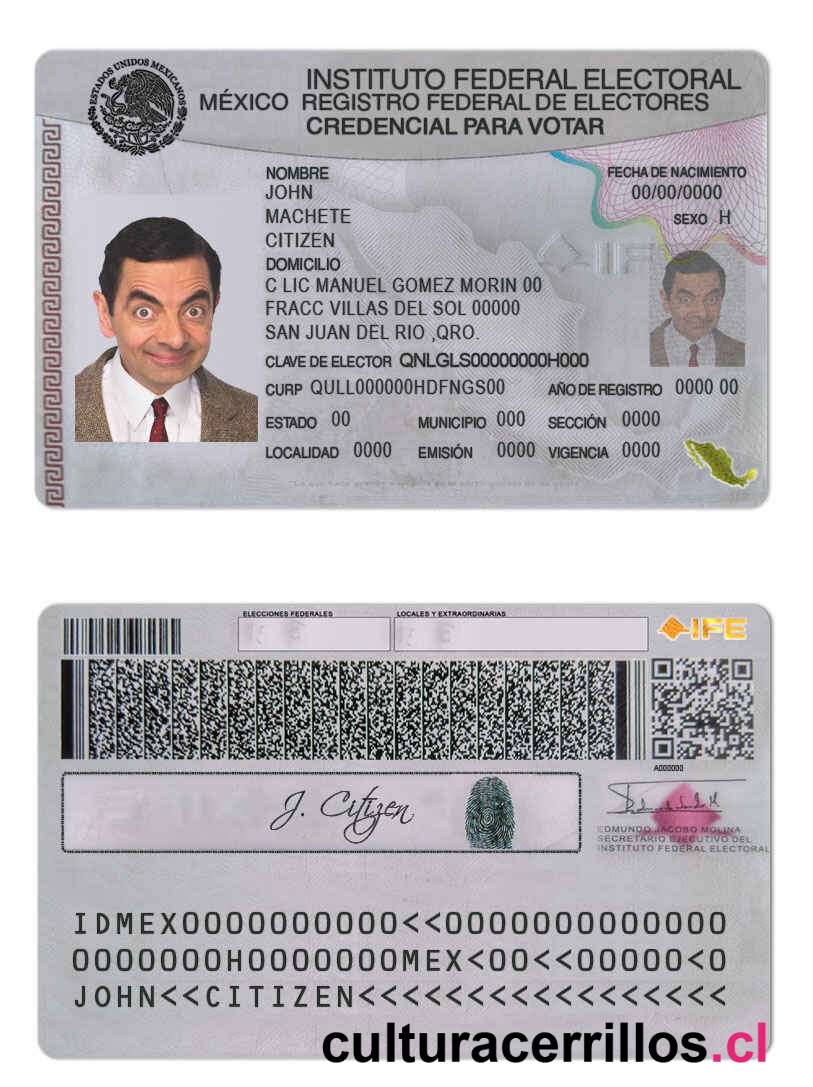 ESTADOS UNIDOS MEXICANOS
INSTITUTO FEDERAL ELECTORAL
MÉXICO REGISTRO FEDERAL DE ELECTORES
CREDENCIAL PARA VOTAR
NOMBRE
JOHN
MACHETE
CITIZEN
FECHA DE NACIMIENTO
00/00/0000
SEXO H
DOMICILIO
C LIC MANUEL GOMEZ MORIN 00
FRACC VILLAS DEL SOL 00000
SAN JUAN DEL RIO ,QRO.
IFE
CLAVE DE ELECTOR QNLGLS00000000H000
CURP QULL000000HDFNGS00 AÑO DE REGISTRO 0000 00
ESTADO 00 MUNICIPIO 000 SECCIÓN 0000
LOCALIDAD 0000 EMISIÓN 0000 VIGENCIA 0000
ELECCIONES FEDERALES LOCALES Y EXTRAORDINARIAS
IFE
A000000
J. Citizen
EDMUNDO JACOBO MOLINA
SECRETARIO EJECUTIVO DEL
INSTITUTO FEDERAL ELECTORAL
IDMEX0000000000<<0000000000000
0000000H0000000MEX<00<<00000<0
JOHN<<CITIZEN<<<<<<<<<<<<<<<<<
culturacerrillos.cl